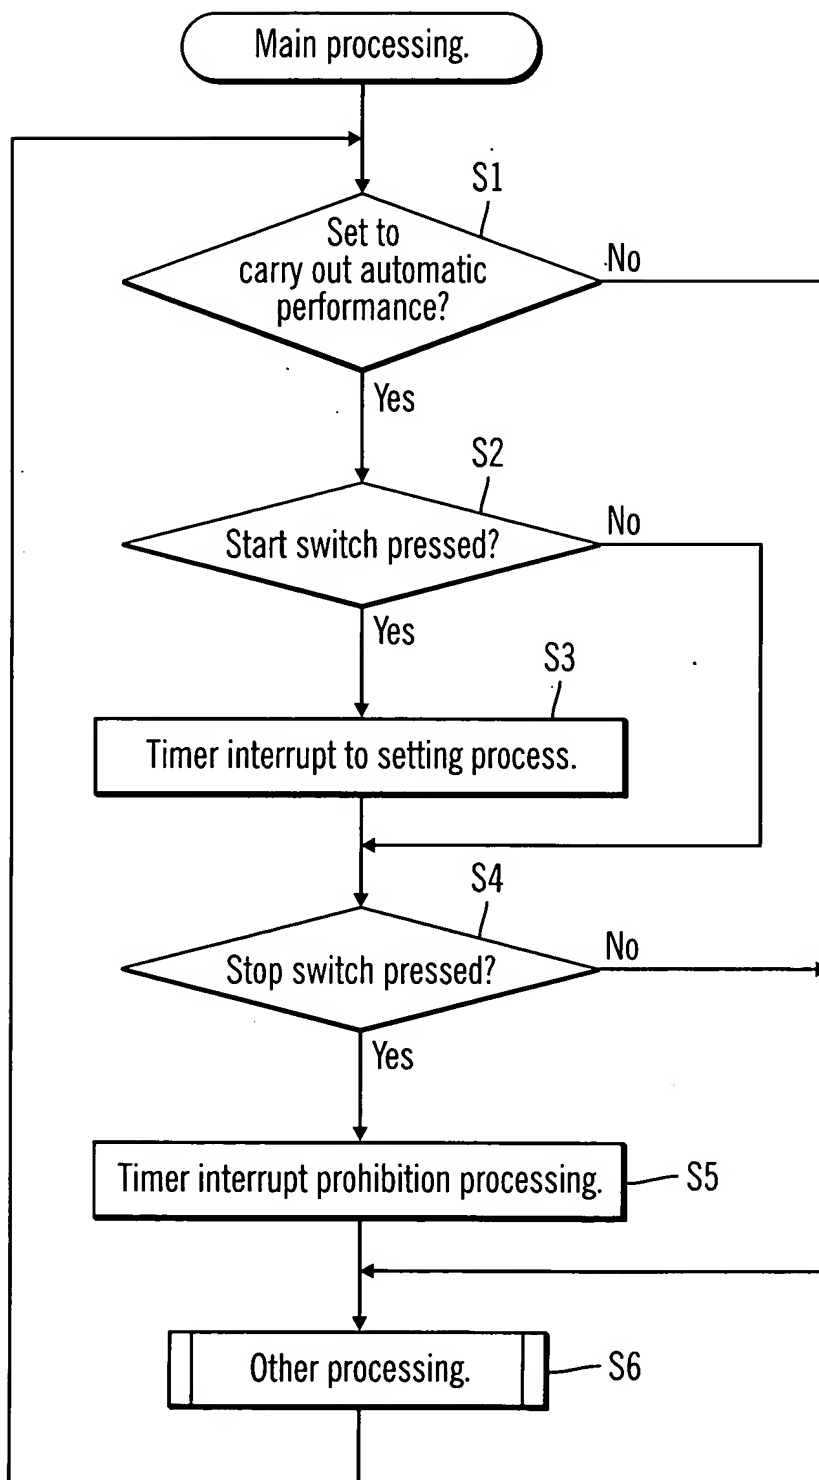 Main processing.
S1
Set to
carry out automatic
performance?
No
Yes
S2
Start switch pressed?
No
Yes
S3
Timer interrupt to setting process.
S4
Stop switch pressed?
No
Yes
Timer interrupt prohibition processing.
S5
Other processing.
S6